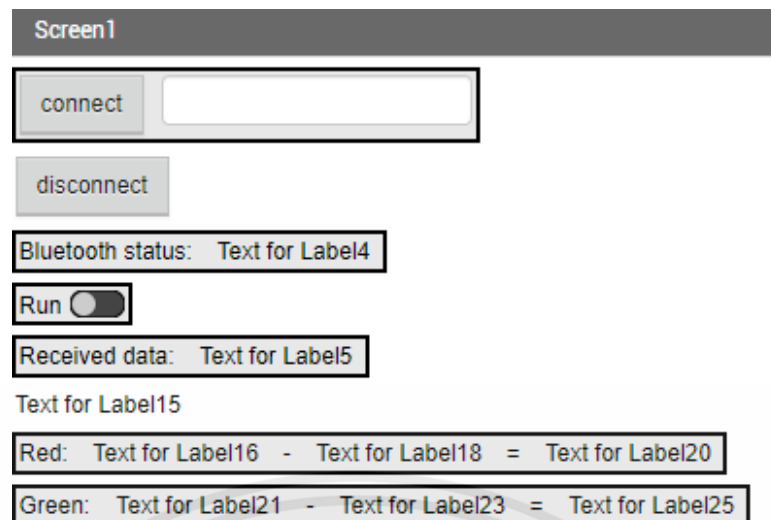 Screen1
connect
disconnect
Bluetooth status: Text for Label4
Run
Received data: Text for Label5
Text for Label15
Red: Text for Label16 - Text for Label18 = Text for Label20
Green: Text for Label21 - Text for Label23 = Text for Label25